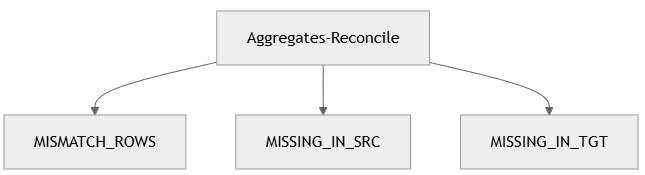 Aggregates-Reconcile
MISMATCH_ROWS
MISSING_IN_SRC
MISSING_IN_TGT